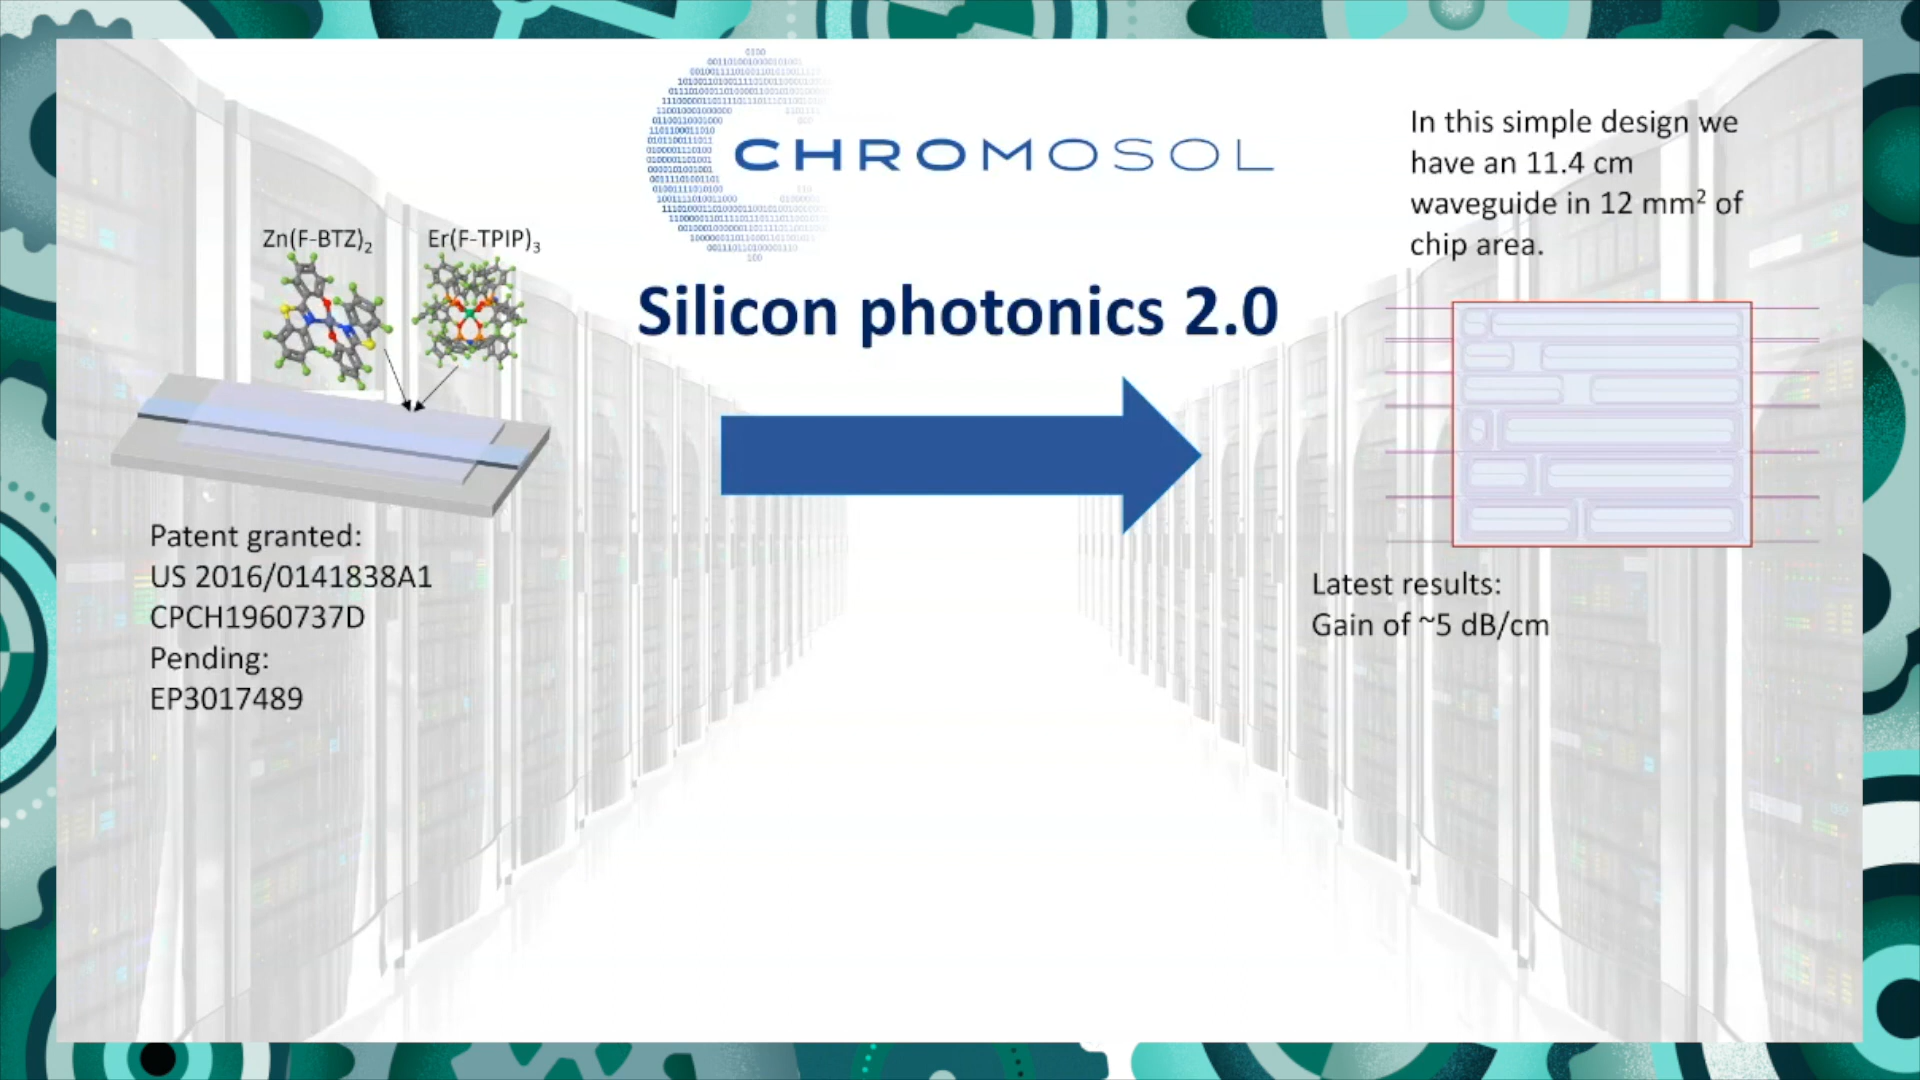 CHROMOSOL
Silicon photonics 2.0
Zn(F-BTZ)2
Er(F-TPIP)3
Patent granted:
US 2016/0141838A1
CPCH1960737D
Pending:
EP3017489
In this simple design we
have an 11.4 cm
waveguide in 12 mm² of
chip area.
Latest results:
Gain of ~5 dB/cm